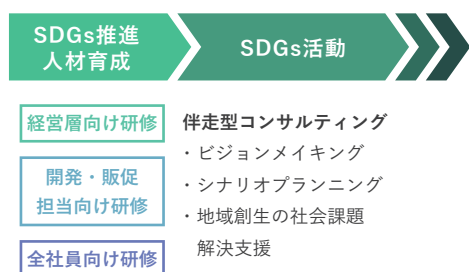 SDGs推進
人材育成
SDGs活動
経営層向け研修
開発・販促
担当向け研修
全社員向け研修
伴走型コンサルティング
・ビジョンメイキング
・シナリオプランニング
・地域創生の社会課題
解決支援